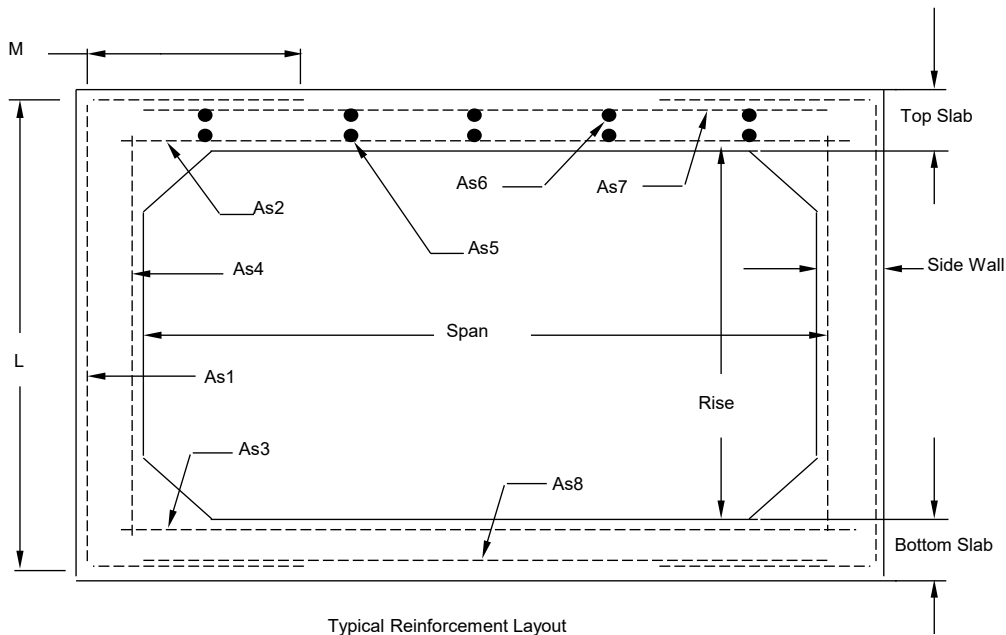 M
Top Slab
As6
As7
As2
As5
As4
Side Wall
Span
L
As1
Rise
As3
As8
Bottom Slab
Typical Reinforcement Layout